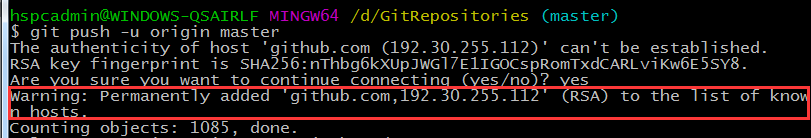 hspcadmin@WINDOWS-QSAIRLF MINGW64 /d/GitRepositories (master)
$ git push -u origin master
The authenticity of host 'github.com (192.30.255.112)' can't be established.
RSA key fingerprint is SHA256:nThbg6kXUpJWGl7E1IGOCspRomTxdCARLviKw6E5SY8.
Are you sure you want to continue connecting (yes/no)? yes
Warning: Permanently added 'github.com,192.30.255.112' (RSA) to the list of know
n hosts.
Counting objects: 1085, done.